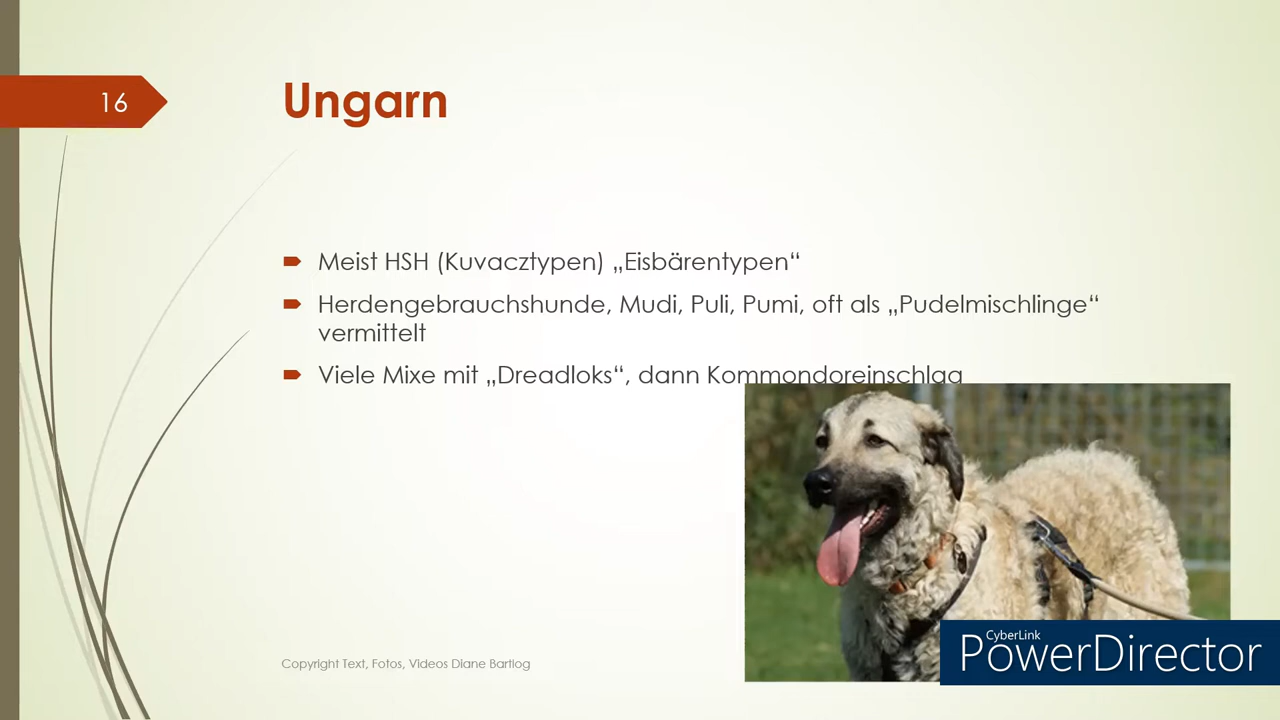 16
Ungarn
Meist HSH (Kuvacztypen) „Eisbärentypen“
Herdengebrauchshunde, Mudi, Puli, Pumi, oft als „Pudelmischlinge“
vermittelt
Viele Mixe mit „Dreadloks“, dann Kommondoreinschlag
Copyright Text, Fotos, Videos Diane Bartlog
CyberLink
PowerDirector